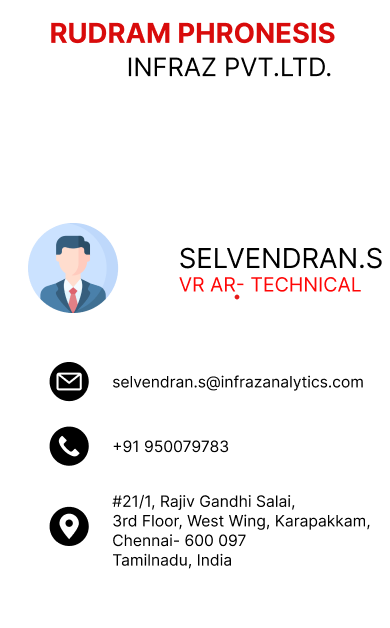 RUDRAM PHRONESIS
INFRAZ PVT.LTD.
SELVENDRAN.S
VR AR- TECHNICAL
selvendran.s@infrazanalytics.com
+91 950079783
#21/1, Rajiv Gandhi Salai,
3rd Floor, West Wing, Karapakkam,
Chennai- 600 097
Tamilnadu, India